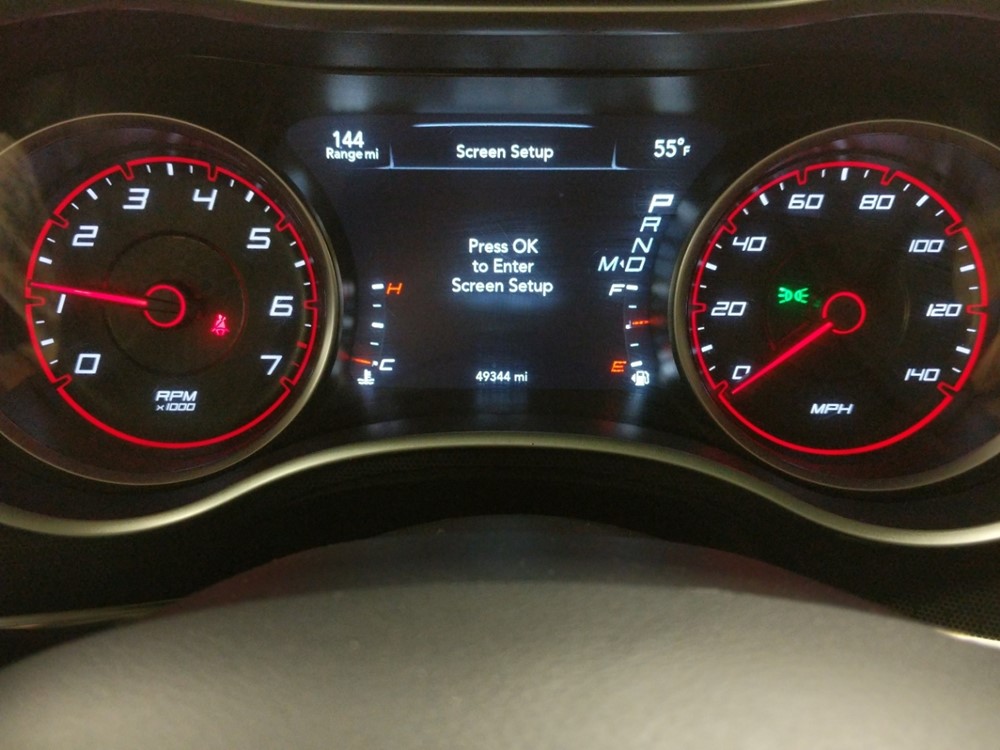 144
Range mi
Screen Setup
55°F
0
1
2
3
4
5
6
7
RPM
x1000
H
C
Press OK
to Enter
Screen Setup
49344 mi
P
R
N
M◂D
F
E
0
20
40
60
80
100
120
140
MPH